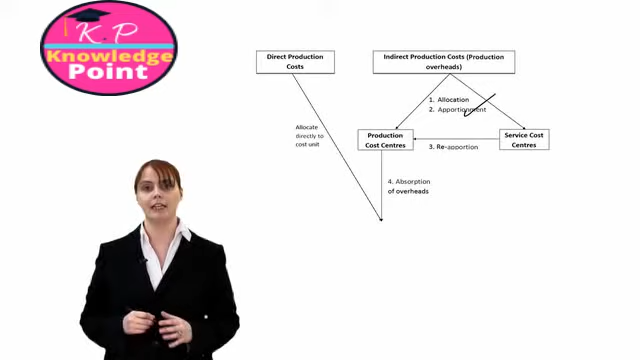 K.P
Knowledge
Point
Direct Production
Costs
Indirect Production Costs (Production
overheads)
1. Allocation
2. Apportionment
Allocate
directly to
cost unit
Production
Cost Centres
Service Cost
Centres
3. Re-apportion
4. Absorption
of overheads